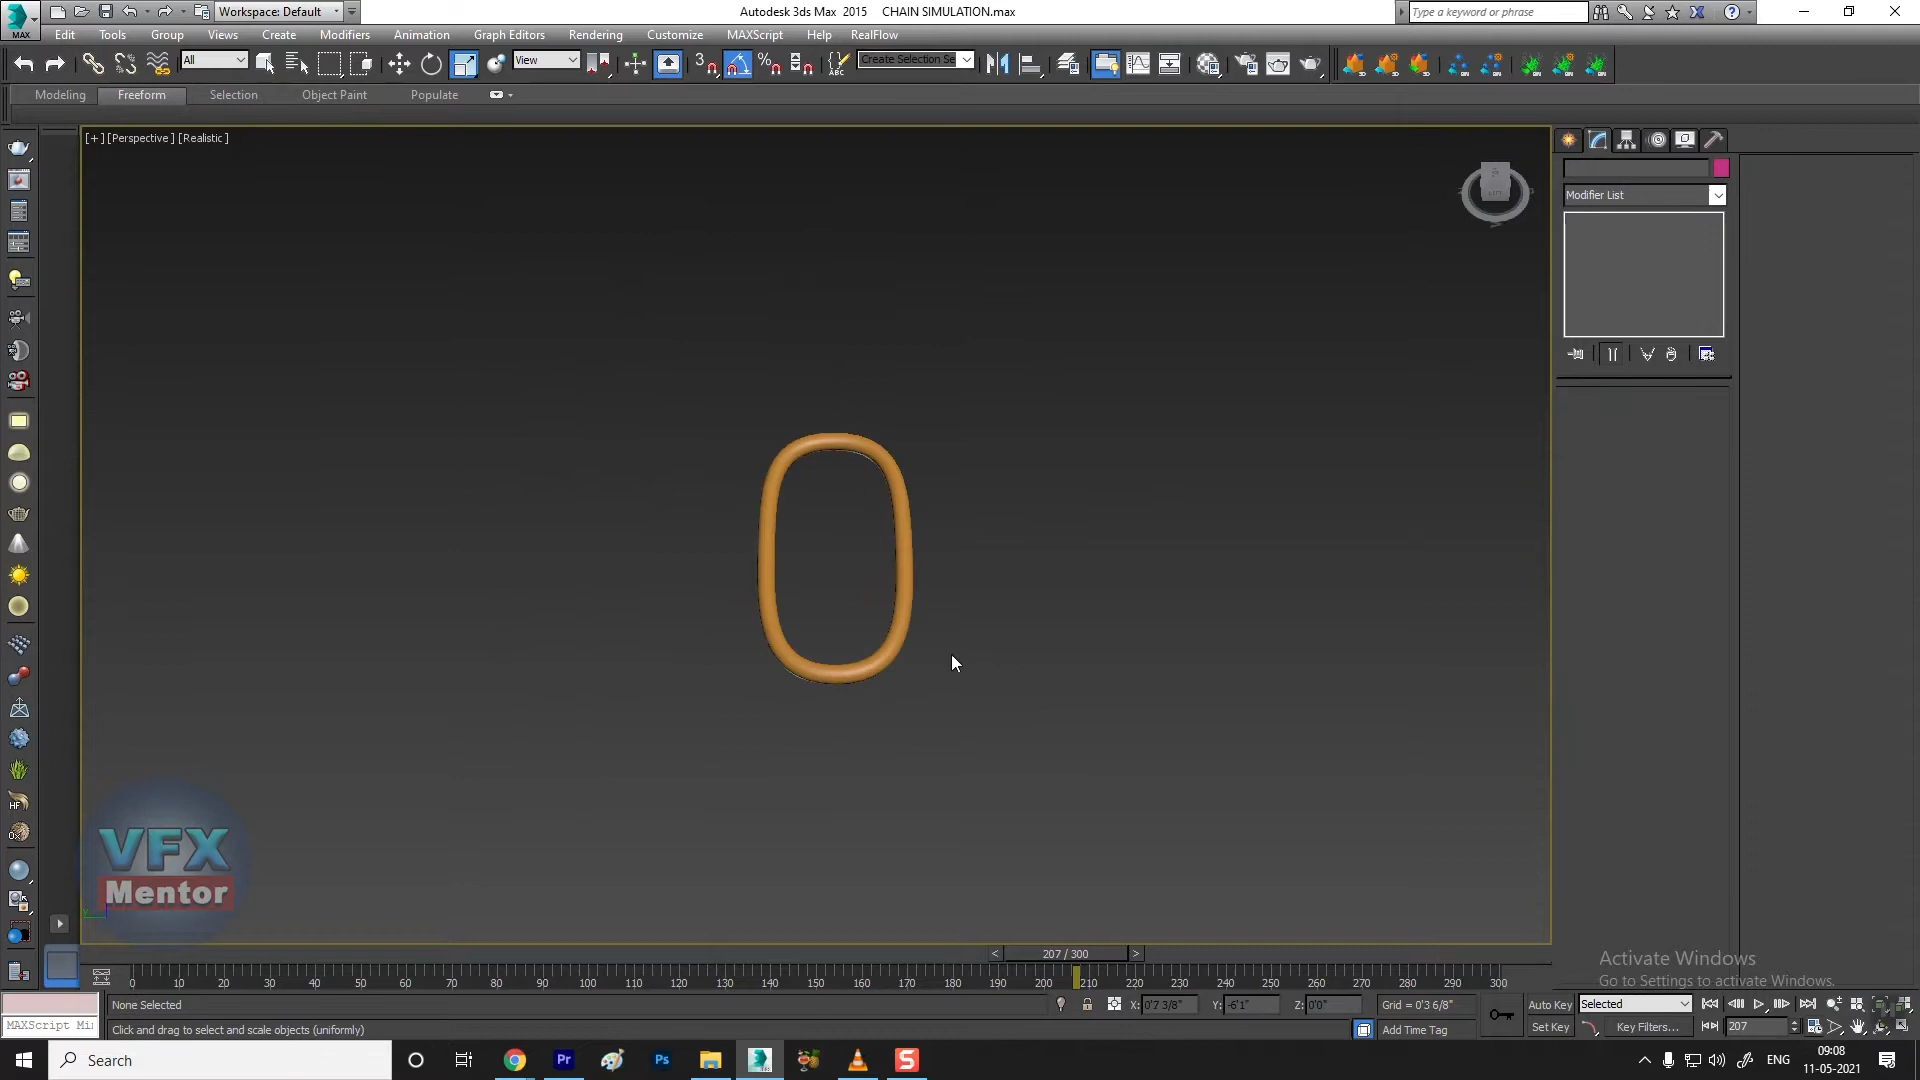 Workspace: Default
Autodesk 3ds Max 2015 CHAIN SIMULATION.max
Type a keyword or phrase
MAX
Edit Tools Group Views Create Modifiers Animation Graph Editors Rendering Customize MAXScript Help RealFlow
All
View
3
ABC
Create Selection Se
Modeling Freeform Selection Object Paint Populate
[+] [Perspective] [Realistic]
Modifier List
HF
VFX
Mentor
< 207 / 300 >
0 10 20 30 40 50 60 70 80 90 100 110 120 130 140 150 160 170 180 190 200 210 220 230 240 250 260 270 280 290 300
Activate Windows
Go to Settings to activate Windows.
None Selected
X: 0'7 3/8" Y: -6'1" Z: 0'0" Grid = 0'3 6/8"
Auto Key Selected
MAXScript Mi
Click and drag to select and scale objects (uniformly)
Add Time Tag
Set Key Key Filters... 207
Search
Pr
Ps
S
ENG
09:08
11-05-2021